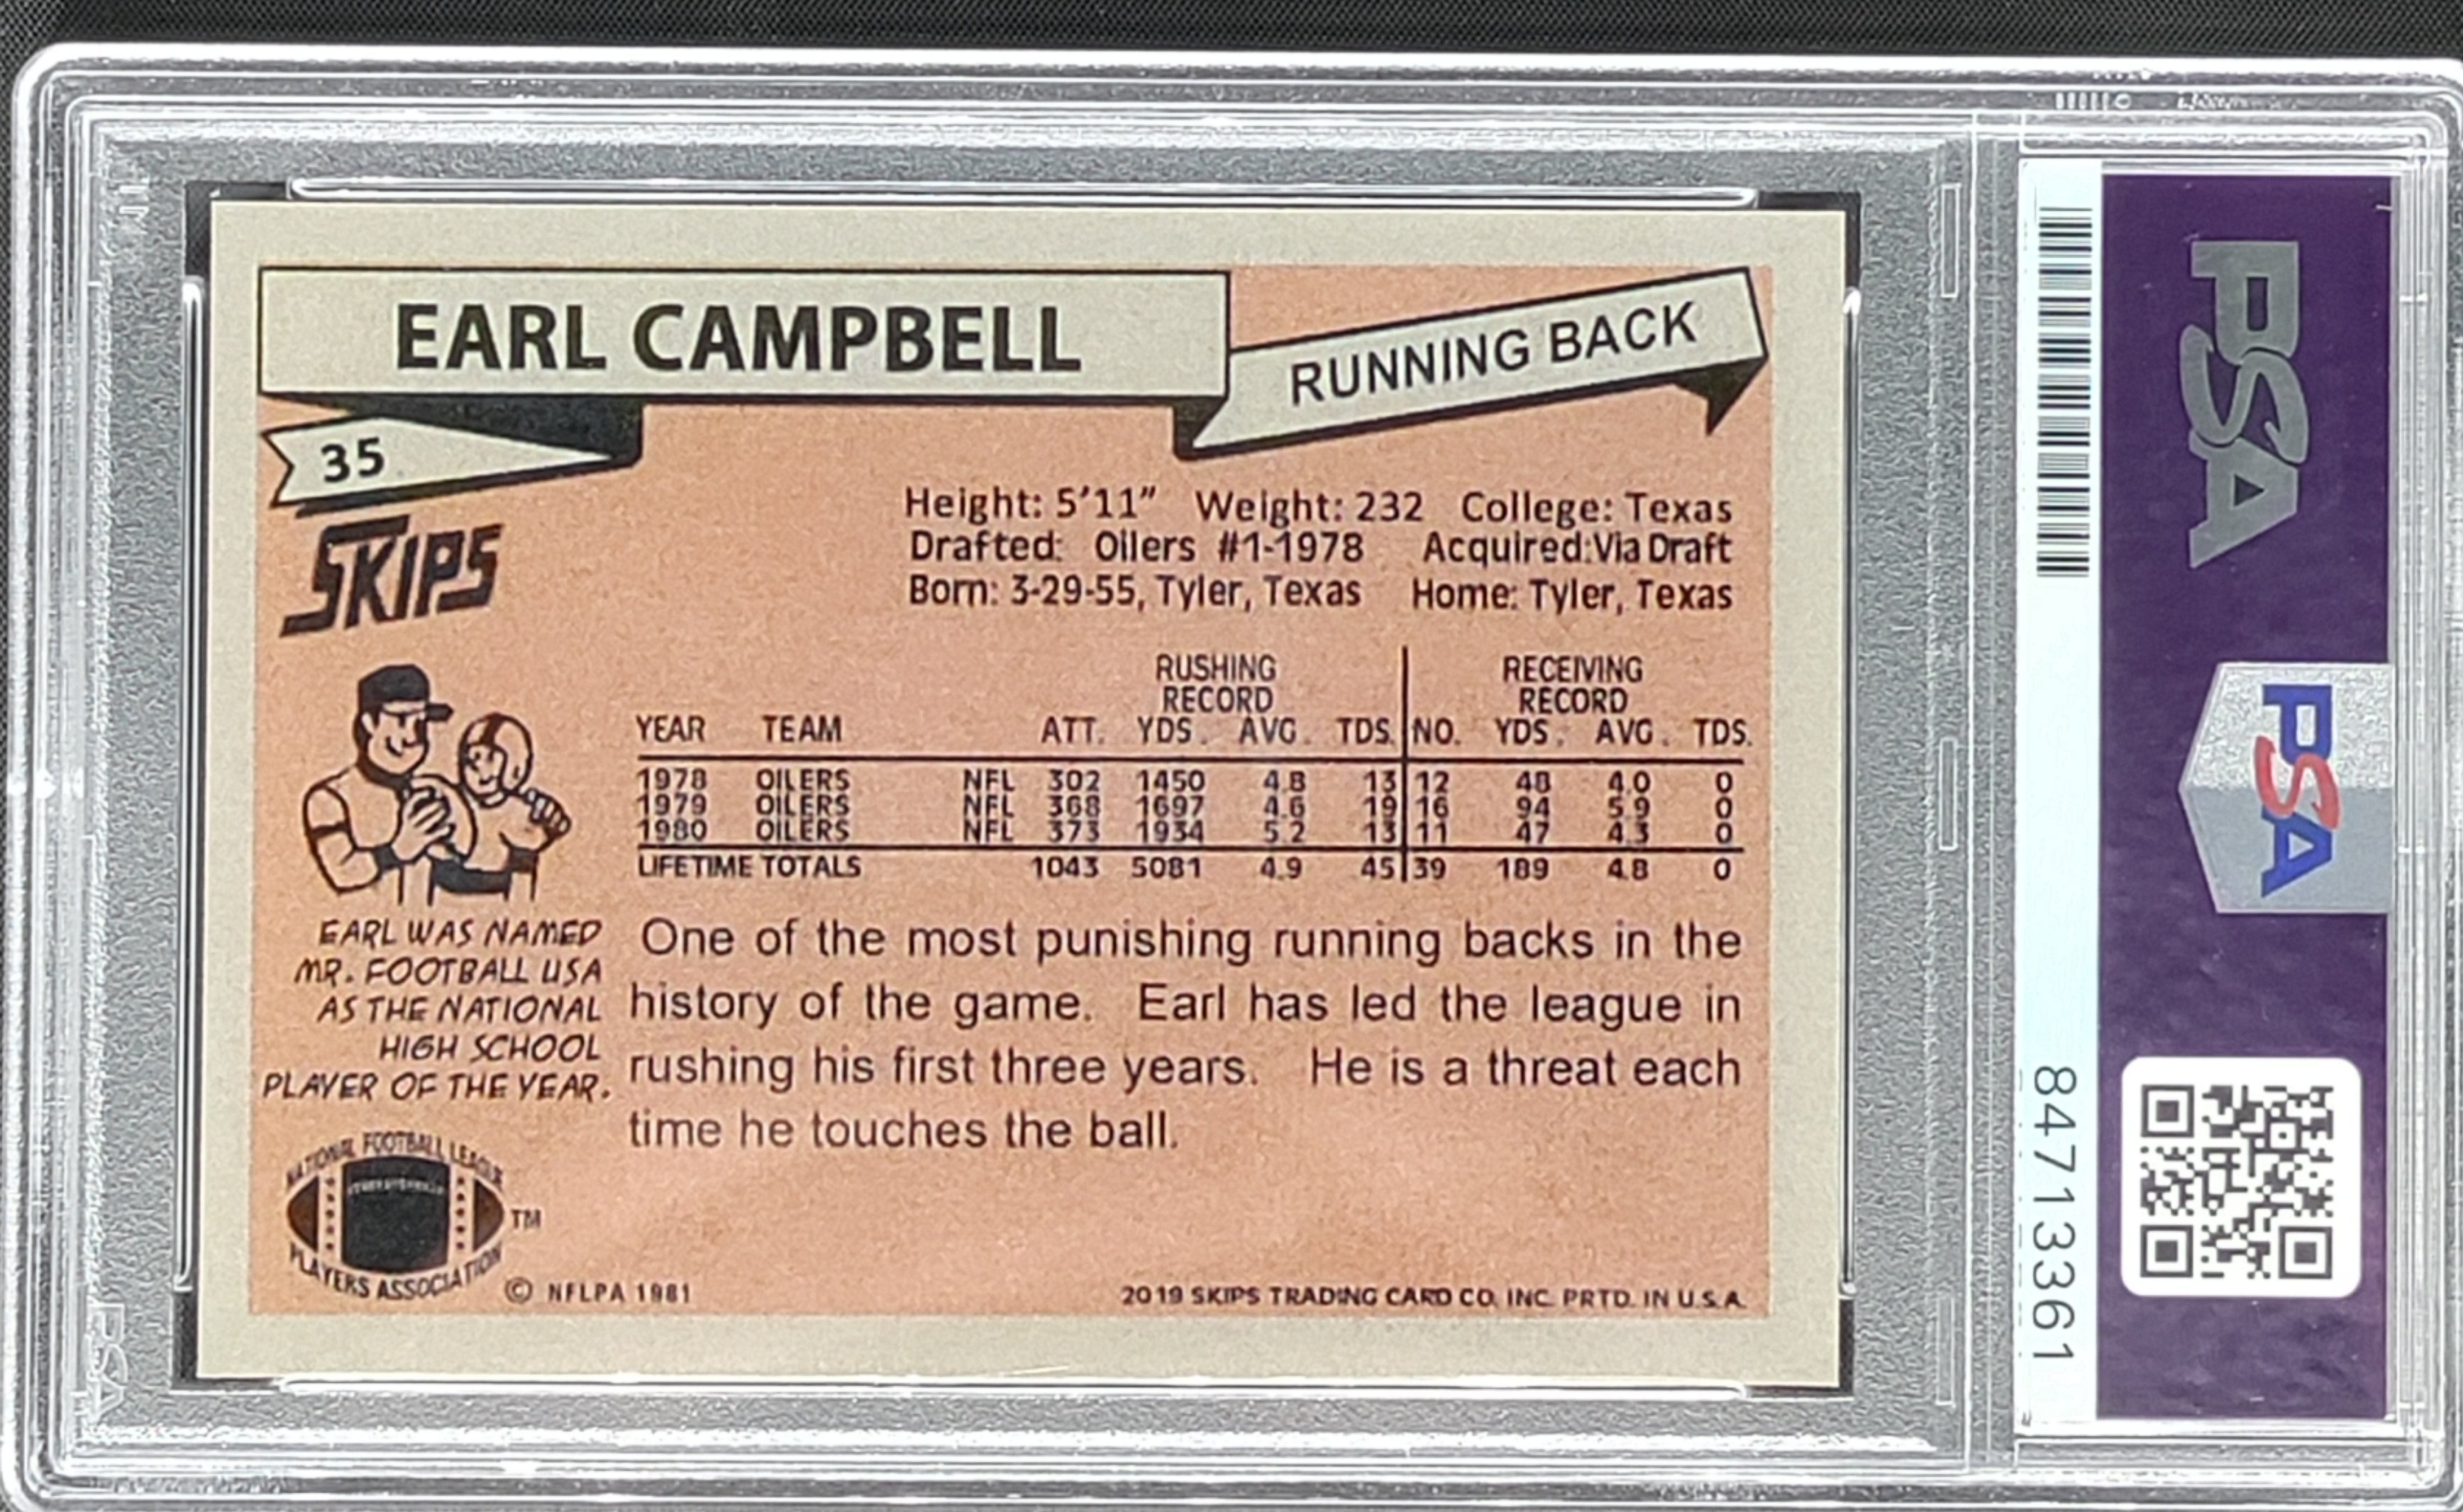 EARL CAMPBELL
RUNNING BACK
35
SKIPS
Height: 5'11" Weight: 232 College: Texas
Drafted: Oilers #1-1978 Acquired:Via Draft
Born: 3-29-55, Tyler, Texas Home: Tyler, Texas
RUSHING RECEIVING
RECORD RECORD
YEAR TEAM ATT. YDS. AVG. TDS. NO. YDS. AVG. TDS.
1978 OILERS NFL 302 1450 4.8 13 12 48 4.0 0
1979 OILERS NFL 368 1697 4.6 19 16 94 5.9 0
1980 OILERS NFL 373 1934 5.2 13 11 47 4.3 0
LIFETIME TOTALS 1043 5081 4.9 45 39 189 4.8 0
EARL WAS NAMED
MR. FOOTBALL USA
AS THE NATIONAL
HIGH SCHOOL
PLAYER OF THE YEAR.
One of the most punishing running backs in the
history of the game. Earl has led the league in
rushing his first three years. He is a threat each
time he touches the ball.
NATIONAL FOOTBALL LEAGUE
PLAYERS ASSOCIATION
TM
© NFLPA 1981
2019 SKIPS TRADING CARD CO. INC. PRTD. IN U.S.A.
PSA
PSA
84713361
PSA